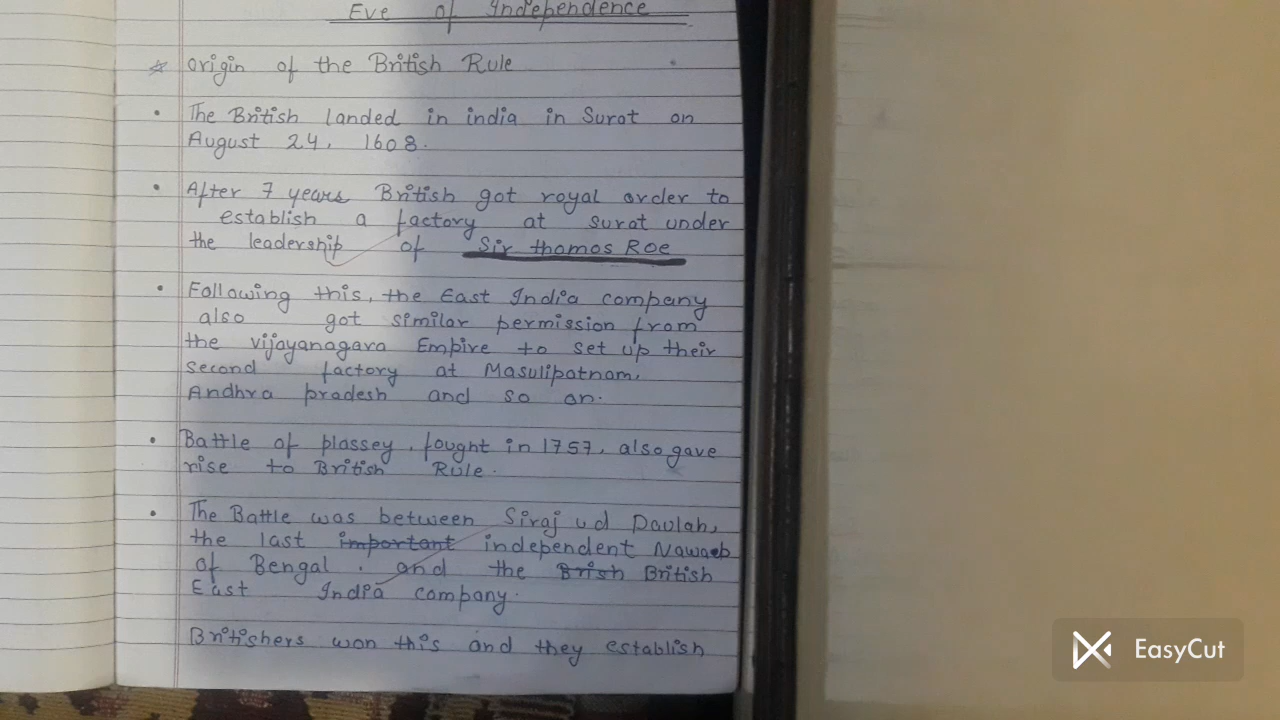 Eve of Independence
☆ origin of the British Rule
• The British landed in india in Surat on
August 24, 1608.
• After 7 years British got royal order to
establish a factory at surat under
the leadership of Sir thomos Roe
• Following this, the East India company
also got similar permission from
the vijayanagara Empire to set up their
second factory at Masulipatnam,
Andhra pradesh and so on.
• Battle of plassey, fought in 1757, also gave
rise to British Rule.
• The Battle was between Siraj ud Daulah,
the last important independent Nawaeb
of Bengal, and the Brish British
East India company.
Britishers won this and they establish
EasyCut